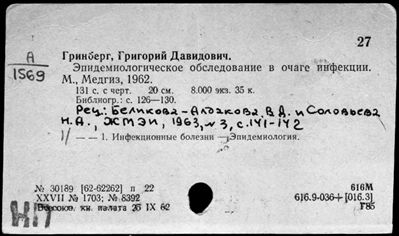 27
А
1569
Гринберг, Григорий Давидович.
Эпидемиологическое обследование в очаге инфекции.
М., Медгиз, 1962.
131 с. с черт. 20 см. 8.000 экз. 35 к.
Библиогр.: с. 126—130.
Рец.: Беликова-Алдакова В.Д. и Соловьева
Н.А., ЖМЭИ, 1963, № 3, с. 141-142
— — 1. Инфекционные болезни — Эпидемиология.
№ 30189 [62-62262] п 22
XXVII № 1703; № 8392
Всесоюз. кн. палата 26 IX 62
616М
616.9-036+[016.3]
Г85